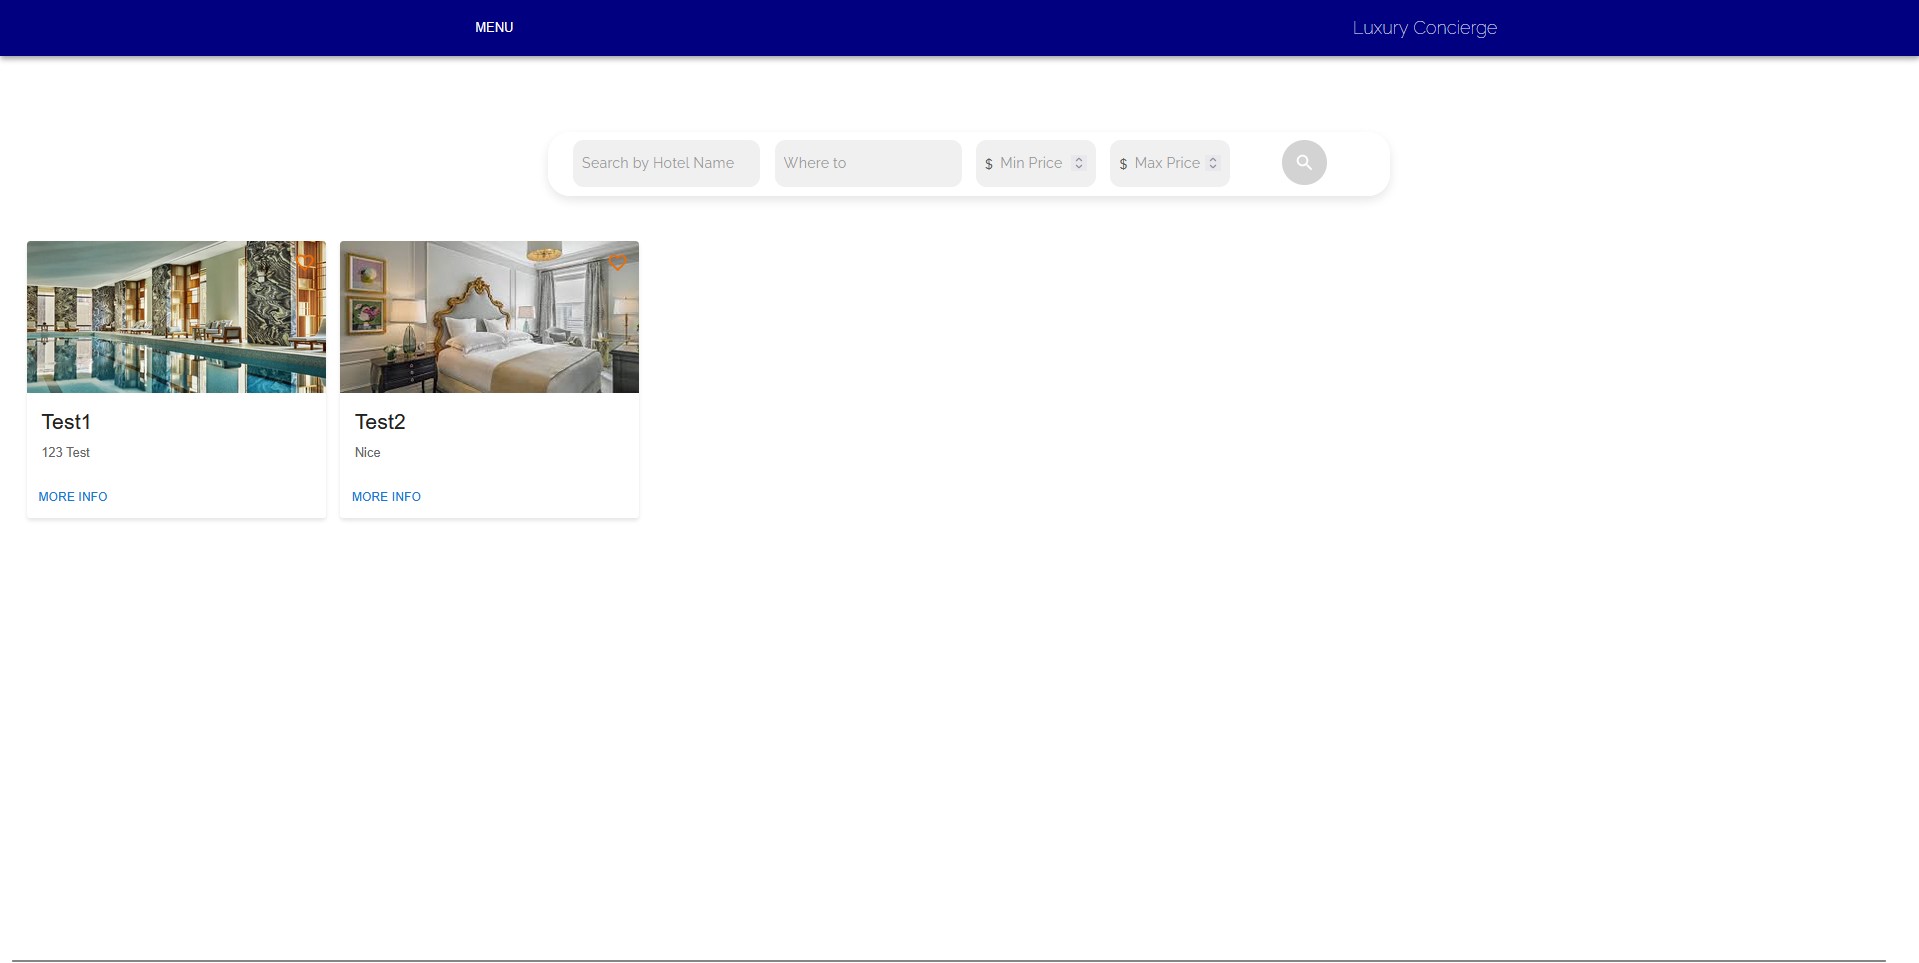 MENU
Luxury Concierge
Search by Hotel Name
Where to
$ Min Price
$ Max Price
Test1
123 Test
MORE INFO
Test2
Nice
MORE INFO